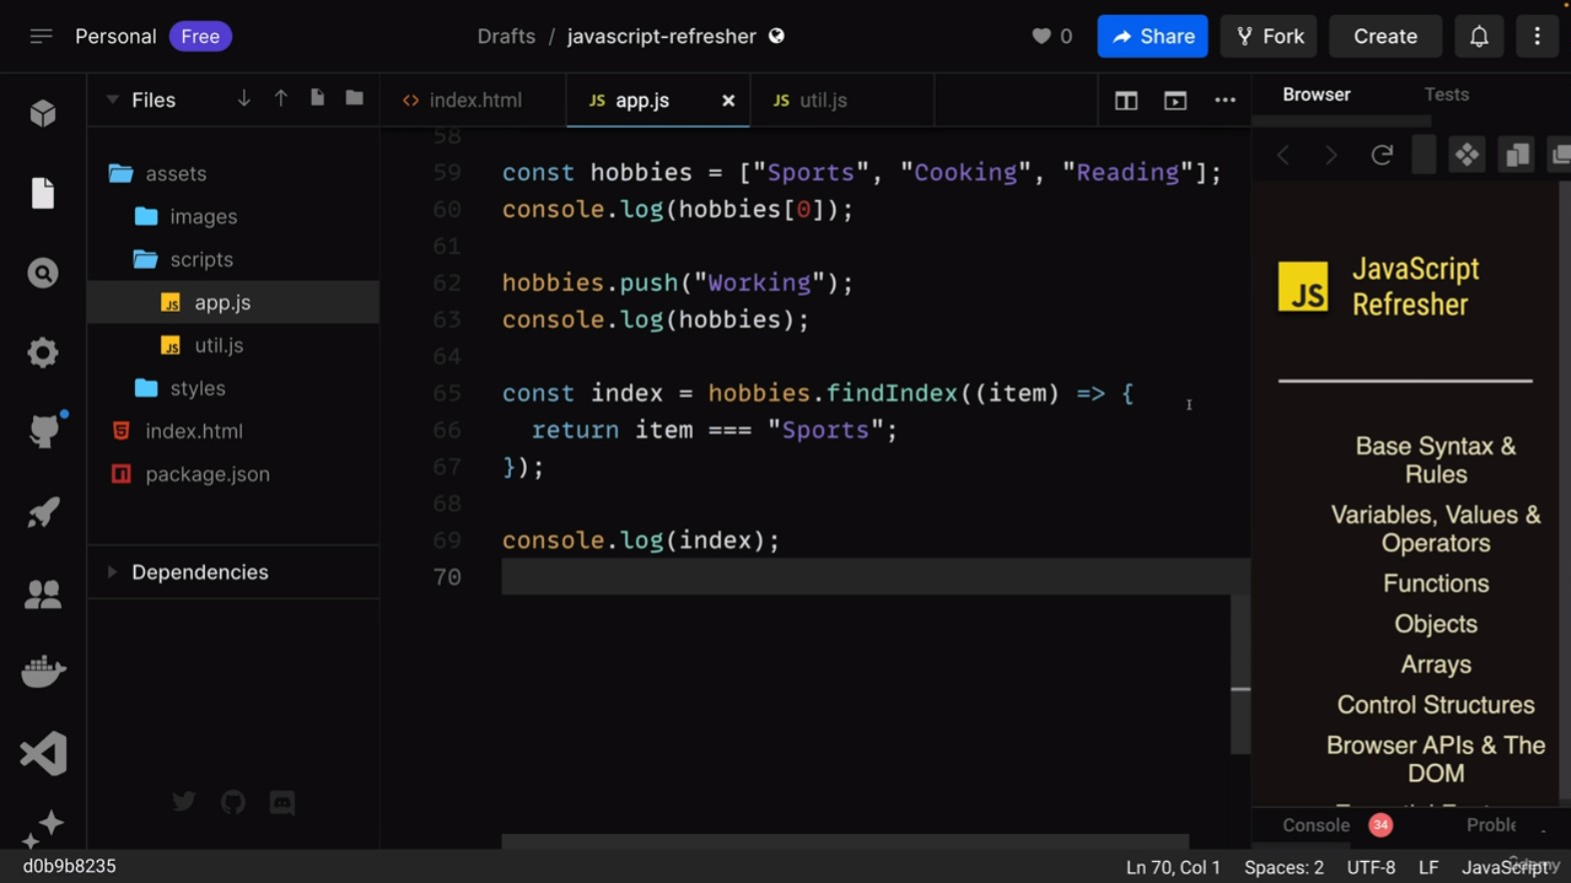 Personal Free Drafts / javascript-refresher 0 Share Fork Create
Files
index.html
JS app.js
JS util.js
Browser
Tests
assets
images
scripts
JS app.js
JS util.js
styles
index.html
package.json
Dependencies
58
59 const hobbies = ["Sports", "Cooking", "Reading"];
60 console.log(hobbies[0]);
61
62 hobbies.push("Working");
63 console.log(hobbies);
64
65 const index = hobbies.findIndex((item) => {
66 return item === "Sports";
67 });
68
69 console.log(index);
70
JS
JavaScript
Refresher
Base Syntax &
Rules
Variables, Values &
Operators
Functions
Objects
Arrays
Control Structures
Browser APIs & The
DOM
Console 34
d0b9b8235
Ln 70, Col 1 Spaces: 2 UTF-8 LF JavaScript
Udemy